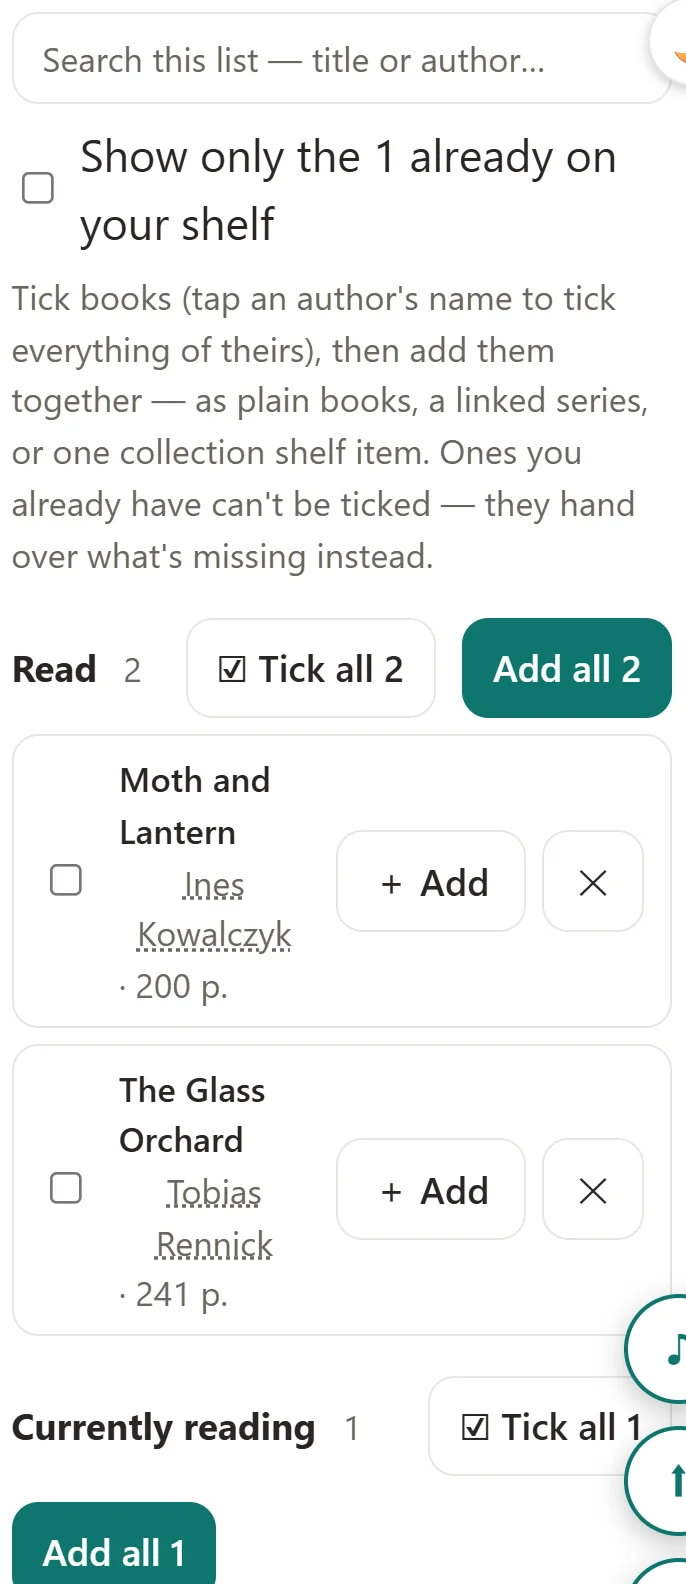 Search this list — title or author...
Show only the 1 already on
your shelf
Tick books (tap an author's name to tick
everything of theirs), then add them
together — as plain books, a linked series,
or one collection shelf item. Ones you
already have can't be ticked — they hand
over what's missing instead.
Read 2 ☑ Tick all 2 Add all 2
Moth and
Lantern
Ines
Kowalczyk
· 200 p.
+ Add ×
The Glass
Orchard
Tobias
Rennick
· 241 p.
+ Add ×
Currently reading 1 ☑ Tick all 1
Add all 1